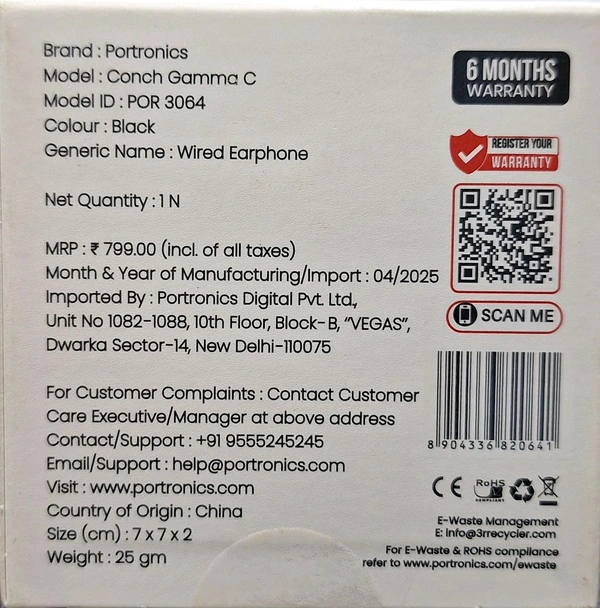 Brand : Portronics
Model : Conch Gamma C
Model ID : POR 3064
Colour : Black
Generic Name : Wired Earphone
Net Quantity : 1 N
MRP : ₹ 799.00 (incl. of all taxes)
Month & Year of Manufacturing/Import : 04/2025
Imported By : Portronics Digital Pvt. Ltd.,
Unit No 1082-1088, 10th Floor, Block-B, “VEGAS”,
Dwarka Sector-14, New Delhi-110075
For Customer Complaints : Contact Customer
Care Executive/Manager at above address
Contact/Support : +91 9555245245
Email/Support : help@portronics.com
Visit : www.portronics.com
Country of Origin : China
Size (cm) : 7 x 7 x 2
Weight : 25 gm
6 MONTHS
WARRANTY
REGISTER YOUR
WARRANTY
SCAN ME
8 904336 820641
CE
RoHS
COMPLIANT
E-Waste Management
E: info@3rrecycler.com
For E-Waste & ROHS compliance
refer to www.portronics.com/ewaste